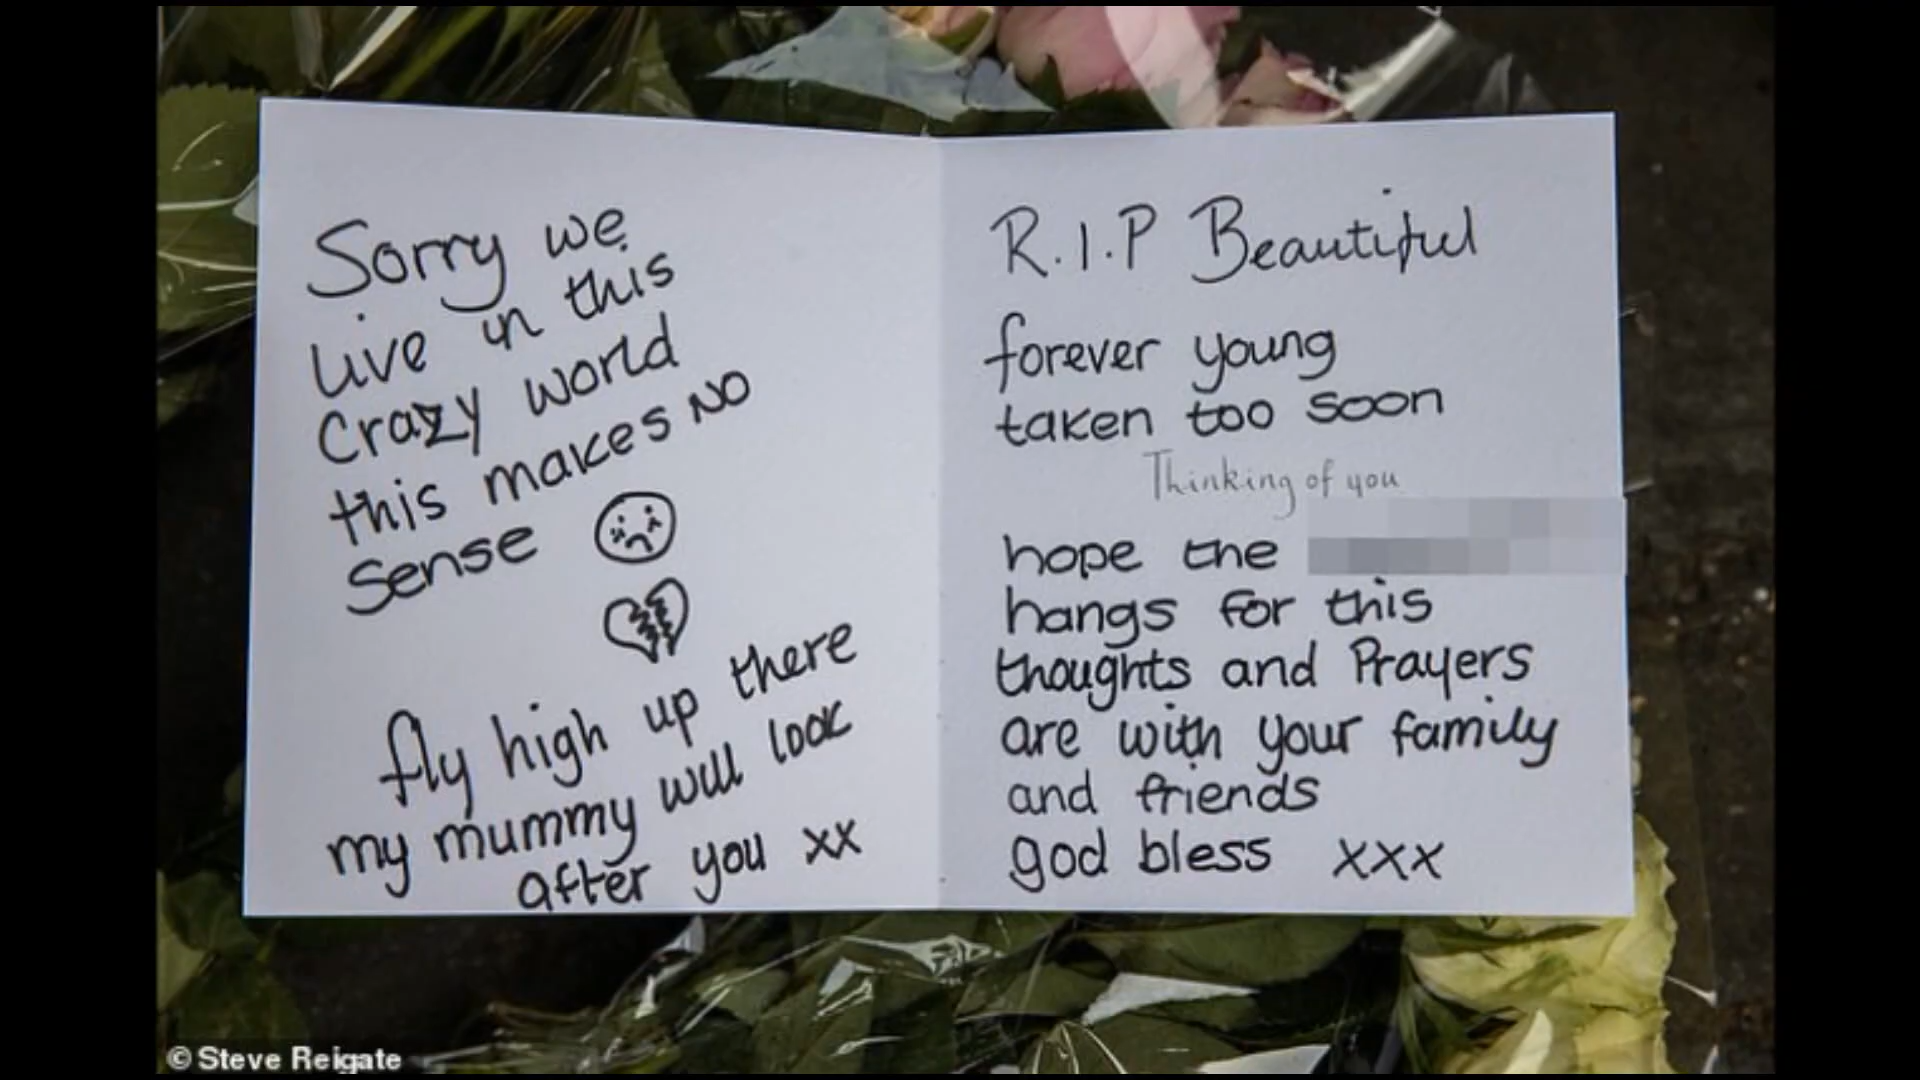 Sorry we
live in this
crazy world
this makes NO
sense
fly high up there
my mummy will look
after you xx
R.I.P Beautiful
forever young
taken too soon
Thinking of you
hope the
hangs for this
thoughts and Prayers
are with your family
and friends
god bless xxx
© Steve Reigate